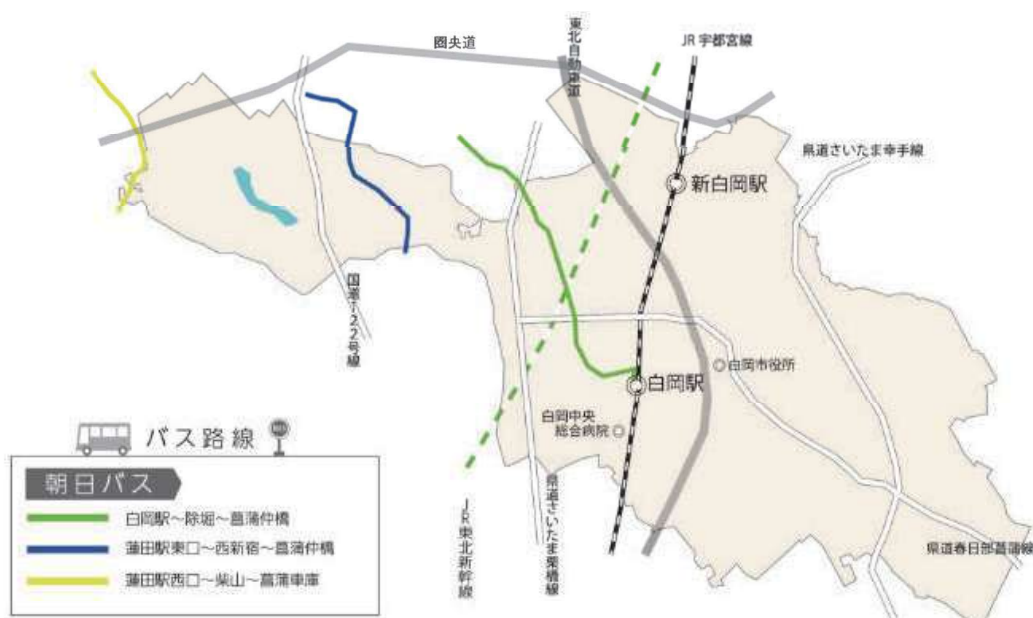 圏央道
東北自動車道
JR宇都宮線
県道さいたま幸手線
新白岡駅
国道122号線
白岡市役所
白岡駅
白岡中央
総合病院
バス路線
朝日バス
白岡駅~除堀~菖蒲仲橋
蓮田駅東口~西新宿~菖蒲仲橋
蓮田駅西口~柴山~菖蒲車庫
JR東北新幹線
県道さいたま栗橋線
県道春日部菖蒲線